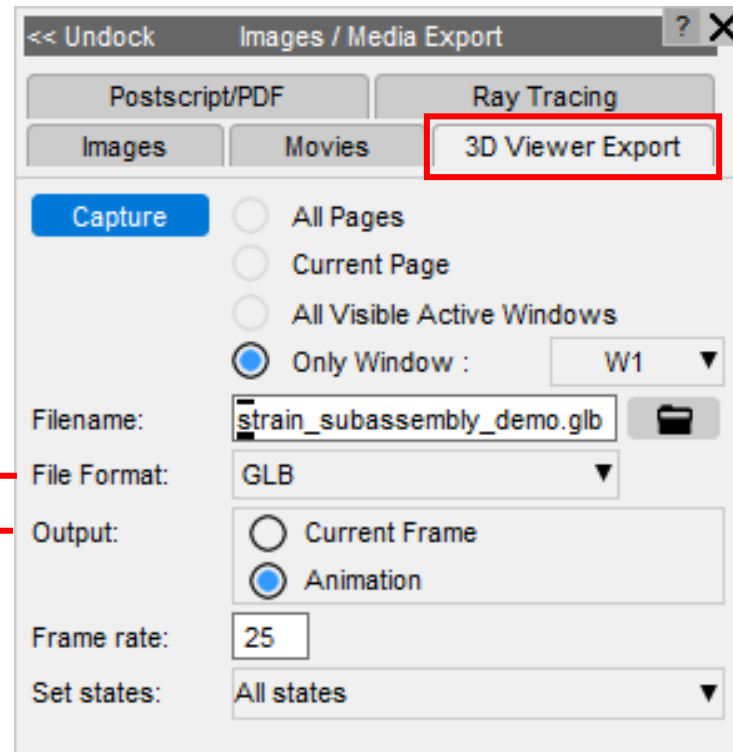 << Undock Images / Media Export ? X
Postscript/PDF Ray Tracing
Images Movies 3D Viewer Export
Capture All Pages
Current Page
All Visible Active Windows
Only Window : W1 ▼
Filename: strain_subassembly_demo.glb
File Format: GLB ▼
Output: Current Frame
Animation
Frame rate: 25
Set states: All states ▼